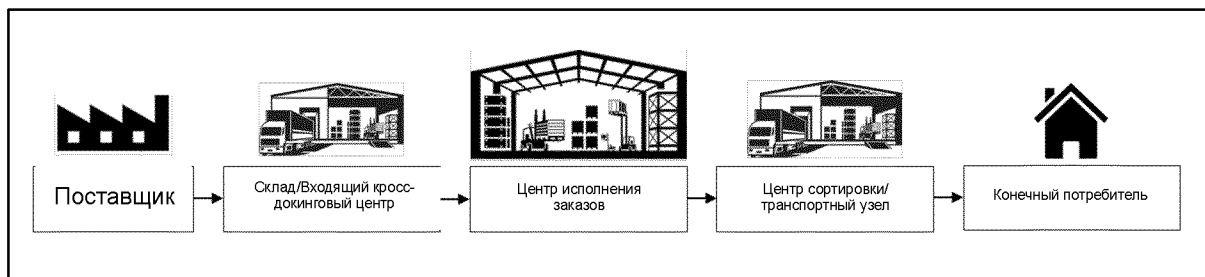 Поставщик
Склад/Входящий кросс-
докинговый центр
Центр исполнения
заказов
Центр сортировки/
транспортный узел
Конечный потребитель